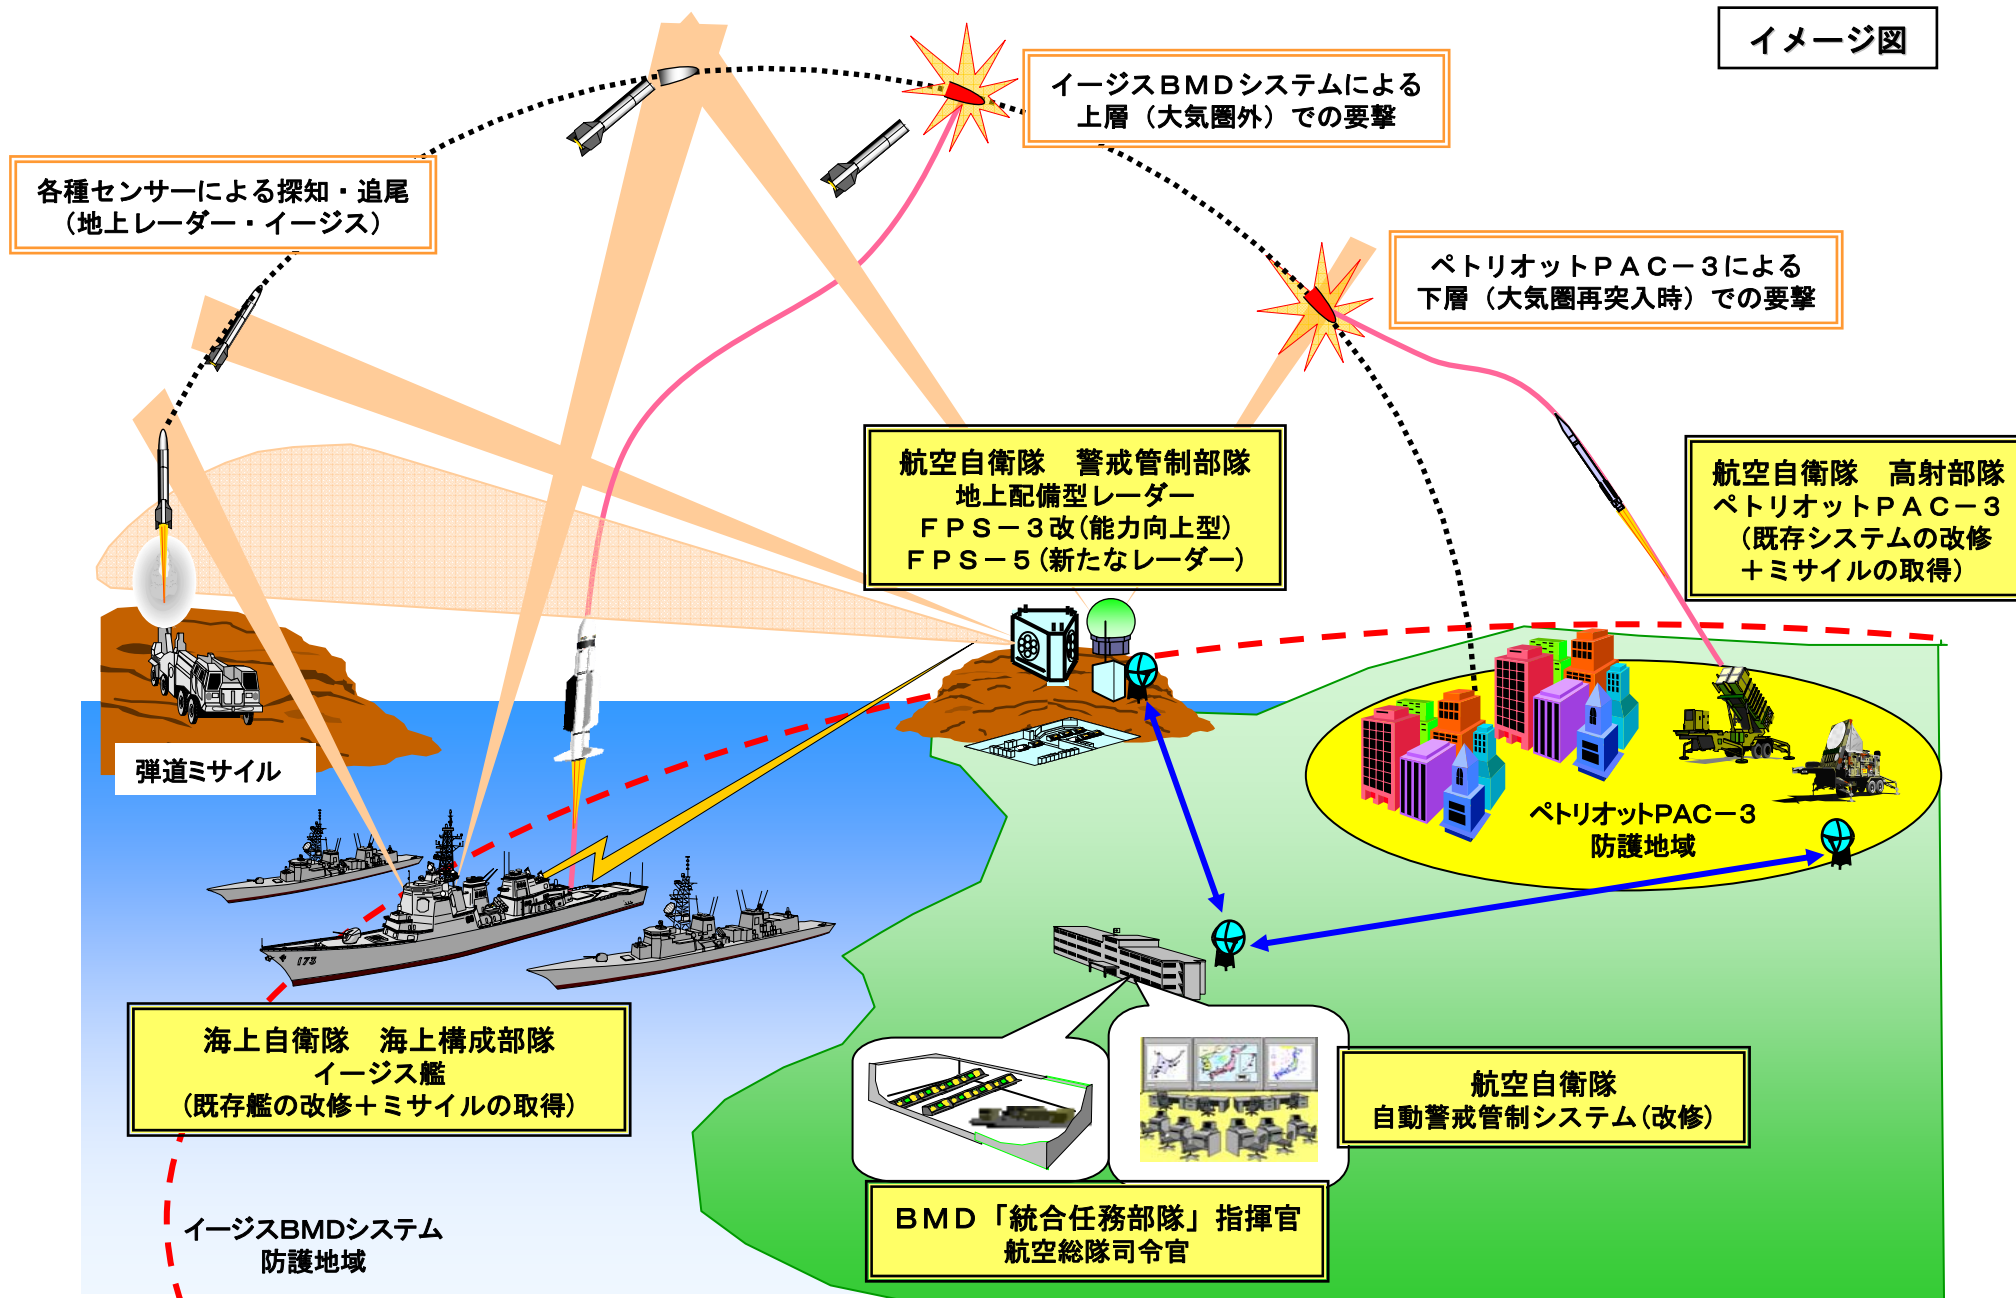 イメージ図
イージスBMDシステムによる
上層（大気圏外）での要撃
各種センサーによる探知・追尾
（地上レーダー・イージス）
ペトリオットPAC－3による
下層（大気圏再突入時）での要撃
航空自衛隊　警戒管制部隊
地上配備型レーダー
FPS－3改(能力向上型)
FPS－5(新たなレーダー)
航空自衛隊　高射部隊
ペトリオットPAC－3
(既存システムの改修
＋ミサイルの取得)
弾道ミサイル
ペトリオットPAC－3
防護地域
173
海上自衛隊　海上構成部隊
イージス艦
(既存艦の改修＋ミサイルの取得)
航空自衛隊
自動警戒管制システム(改修)
BMD「統合任務部隊」指揮官
航空総隊司令官
イージスBMDシステム
防護地域